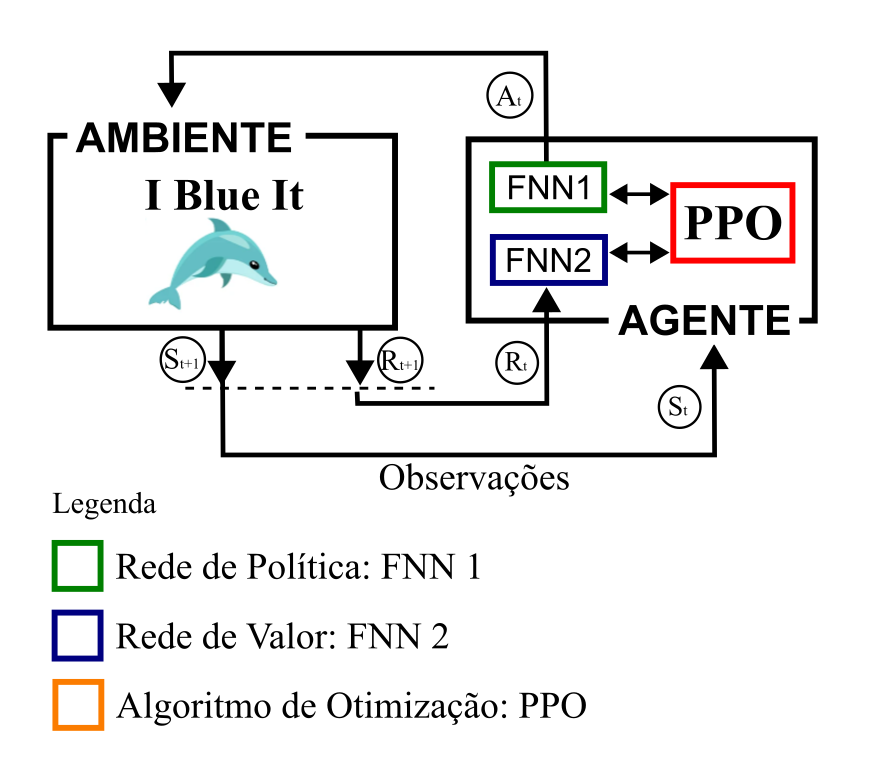 At
AMBIENTE
I Blue It
FNN1
PPO
FNN2
AGENTE
St+1
Rt+1
Rt
St
Observações
Legenda
Rede de Política: FNN 1
Rede de Valor: FNN 2
Algoritmo de Otimização: PPO